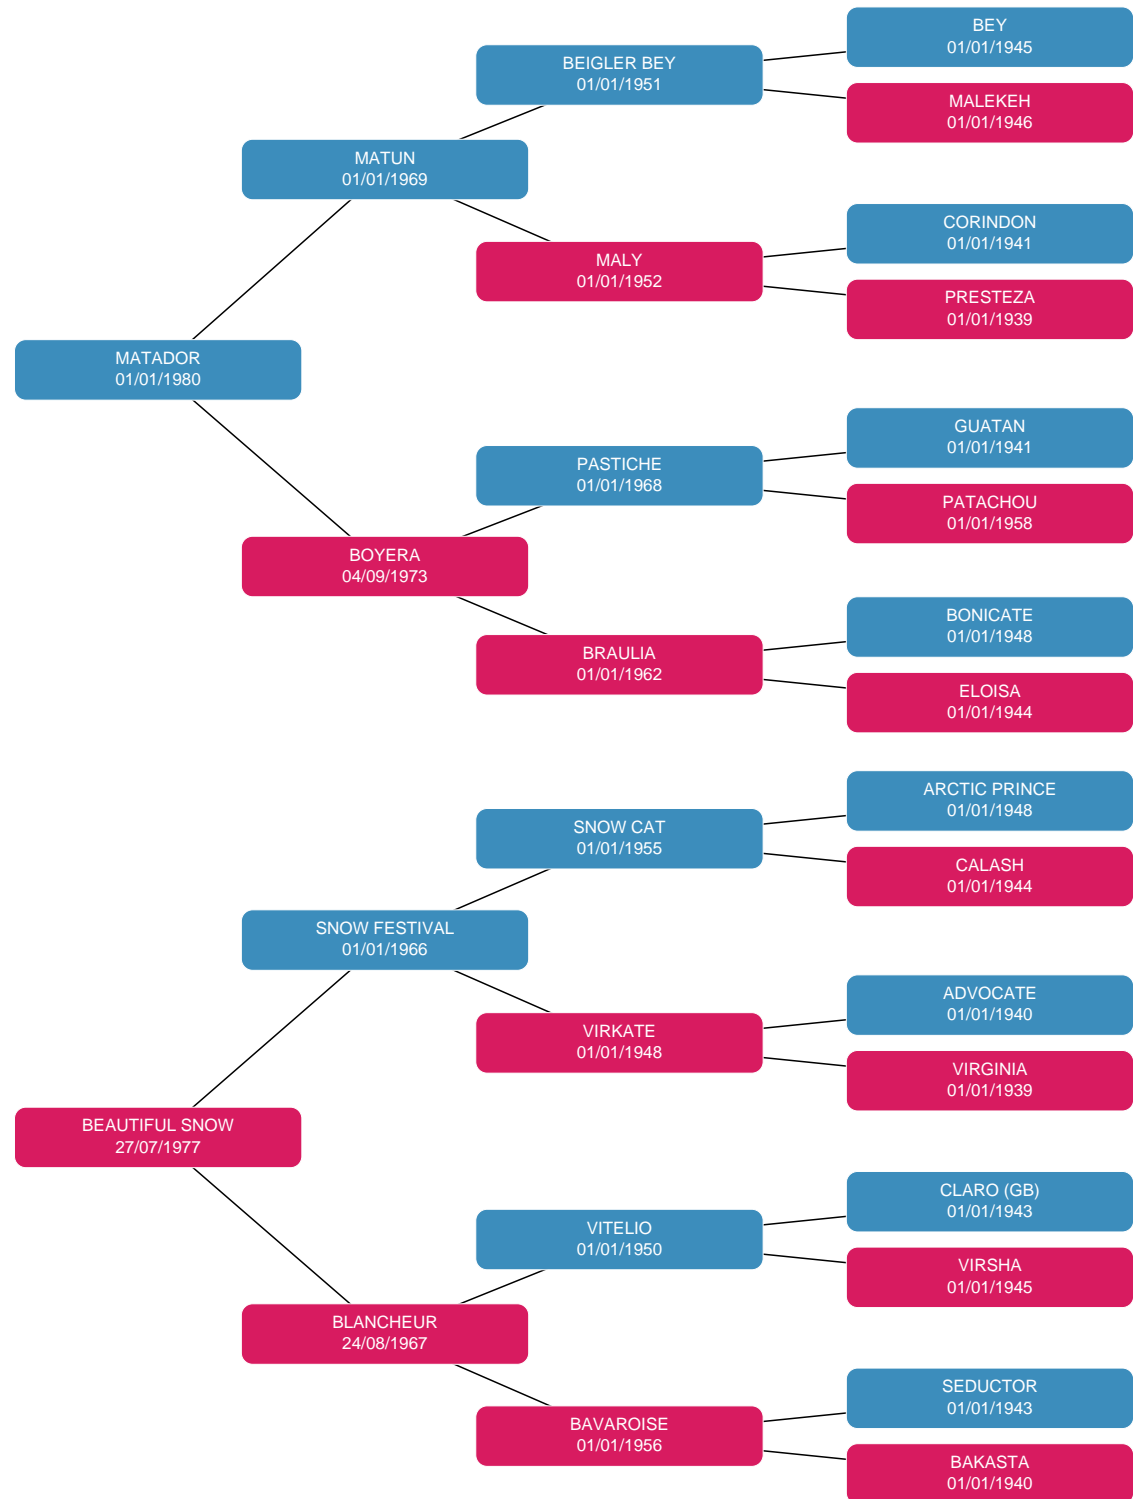 BEY
01/01/1945
BEIGLER BEY
01/01/1951
MALEKEH
01/01/1946
MATUN
01/01/1969
CORINDON
01/01/1941
MALY
01/01/1952
PRESTEZA
01/01/1939
MATADOR
01/01/1980
GUATAN
01/01/1941
PASTICHE
01/01/1968
PATACHOU
01/01/1958
BOYERA
04/09/1973
BONICATE
01/01/1948
BRAULIA
01/01/1962
ELOISA
01/01/1944
ARCTIC PRINCE
01/01/1948
SNOW CAT
01/01/1955
CALASH
01/01/1944
SNOW FESTIVAL
01/01/1966
ADVOCATE
01/01/1940
VIRKATE
01/01/1948
VIRGINIA
01/01/1939
BEAUTIFUL SNOW
27/07/1977
CLARO (GB)
01/01/1943
VITELIO
01/01/1950
VIRSHA
01/01/1945
BLANCHEUR
24/08/1967
SEDUCTOR
01/01/1943
BAVAROISE
01/01/1956
BAKASTA
01/01/1940